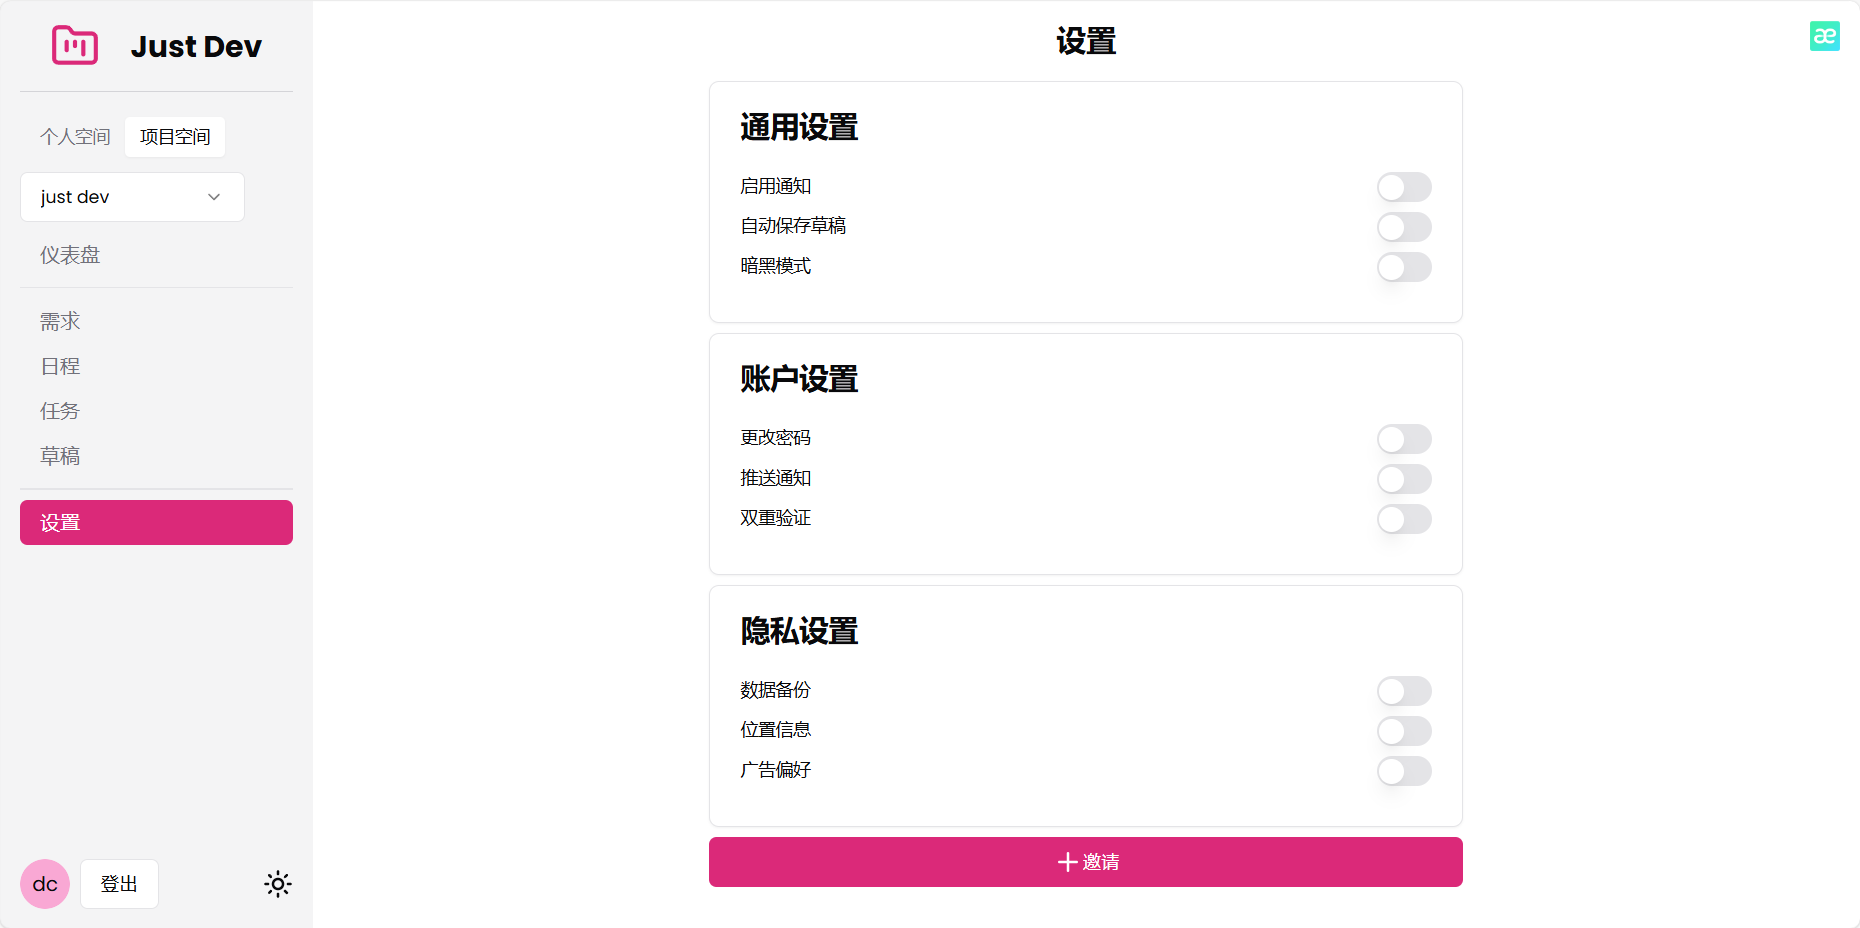 Just Dev
个人空间 项目空间
just dev
仪表盘
需求
日程
任务
草稿
设置
dc 登出
设置
æ
通用设置
启用通知
自动保存草稿
暗黑模式
账户设置
更改密码
推送通知
双重验证
隐私设置
数据备份
位置信息
广告偏好
邀请